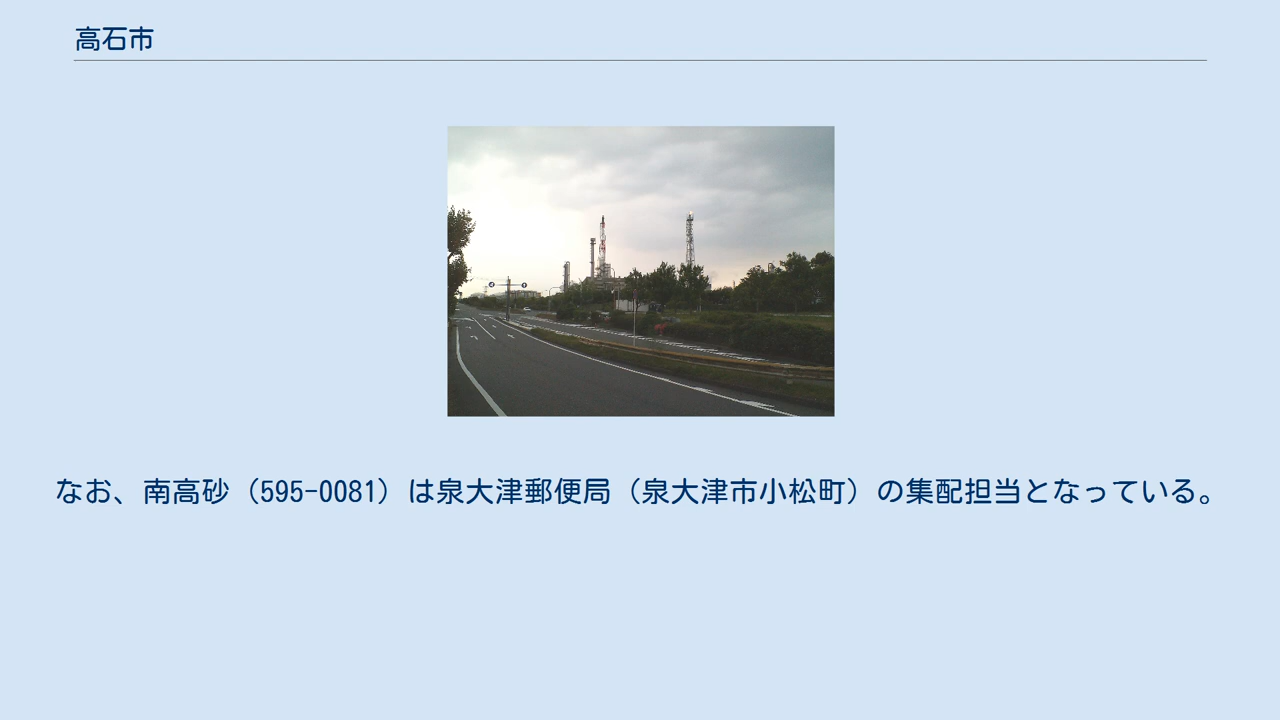 高石市
なお、南高砂（595-0081）は泉大津郵便局（泉大津市小松町）の集配担当となっている。